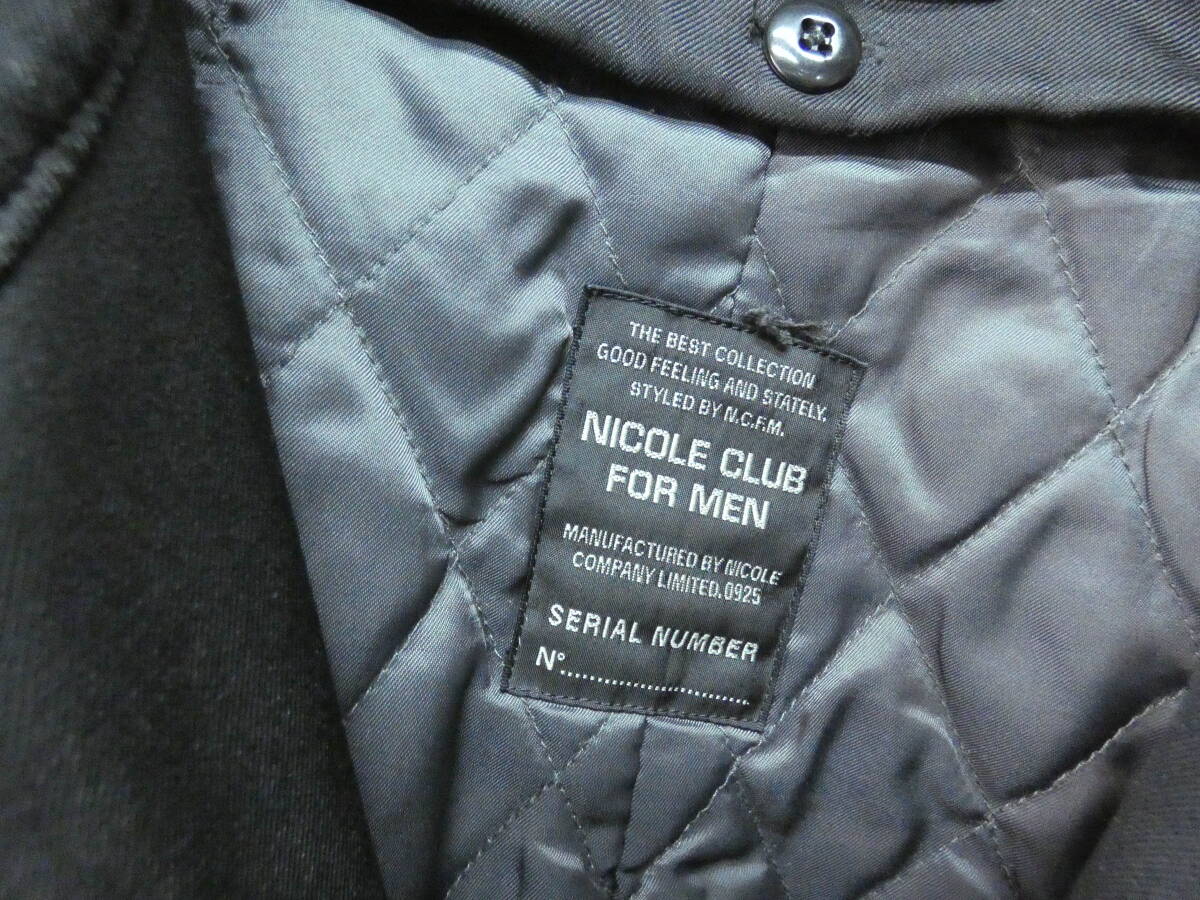 THE BEST COLLECTION
GOOD FEELING AND STATELY.
STYLED BY N.C.F.M.
NICOLE CLUB
FOR MEN
MANUFACTURED BY NICOLE
COMPANY LIMITED.0925
SERIAL NUMBER
N°...........................